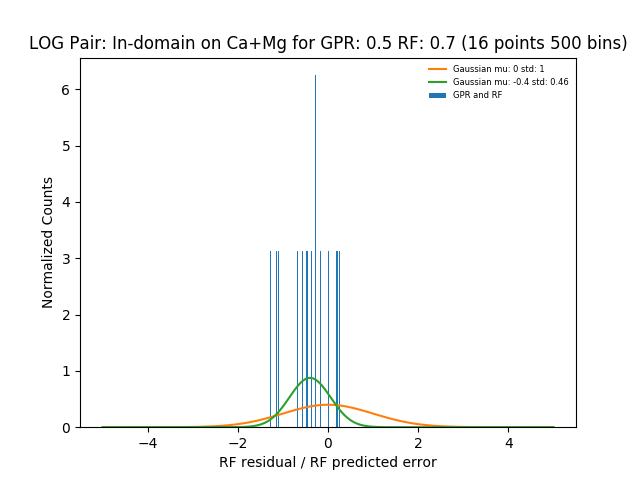 LOG Pair: In-domain on Ca+Mg for GPR: 0.5 RF: 0.7 (16 points 500 bins)
Gaussian mu: 0 std: 1
Gaussian mu: -0.4 std: 0.46
GPR and RF
Normalized Counts
6
5
4
3
2
1
0
−4
−2
0
2
4
RF residual / RF predicted error